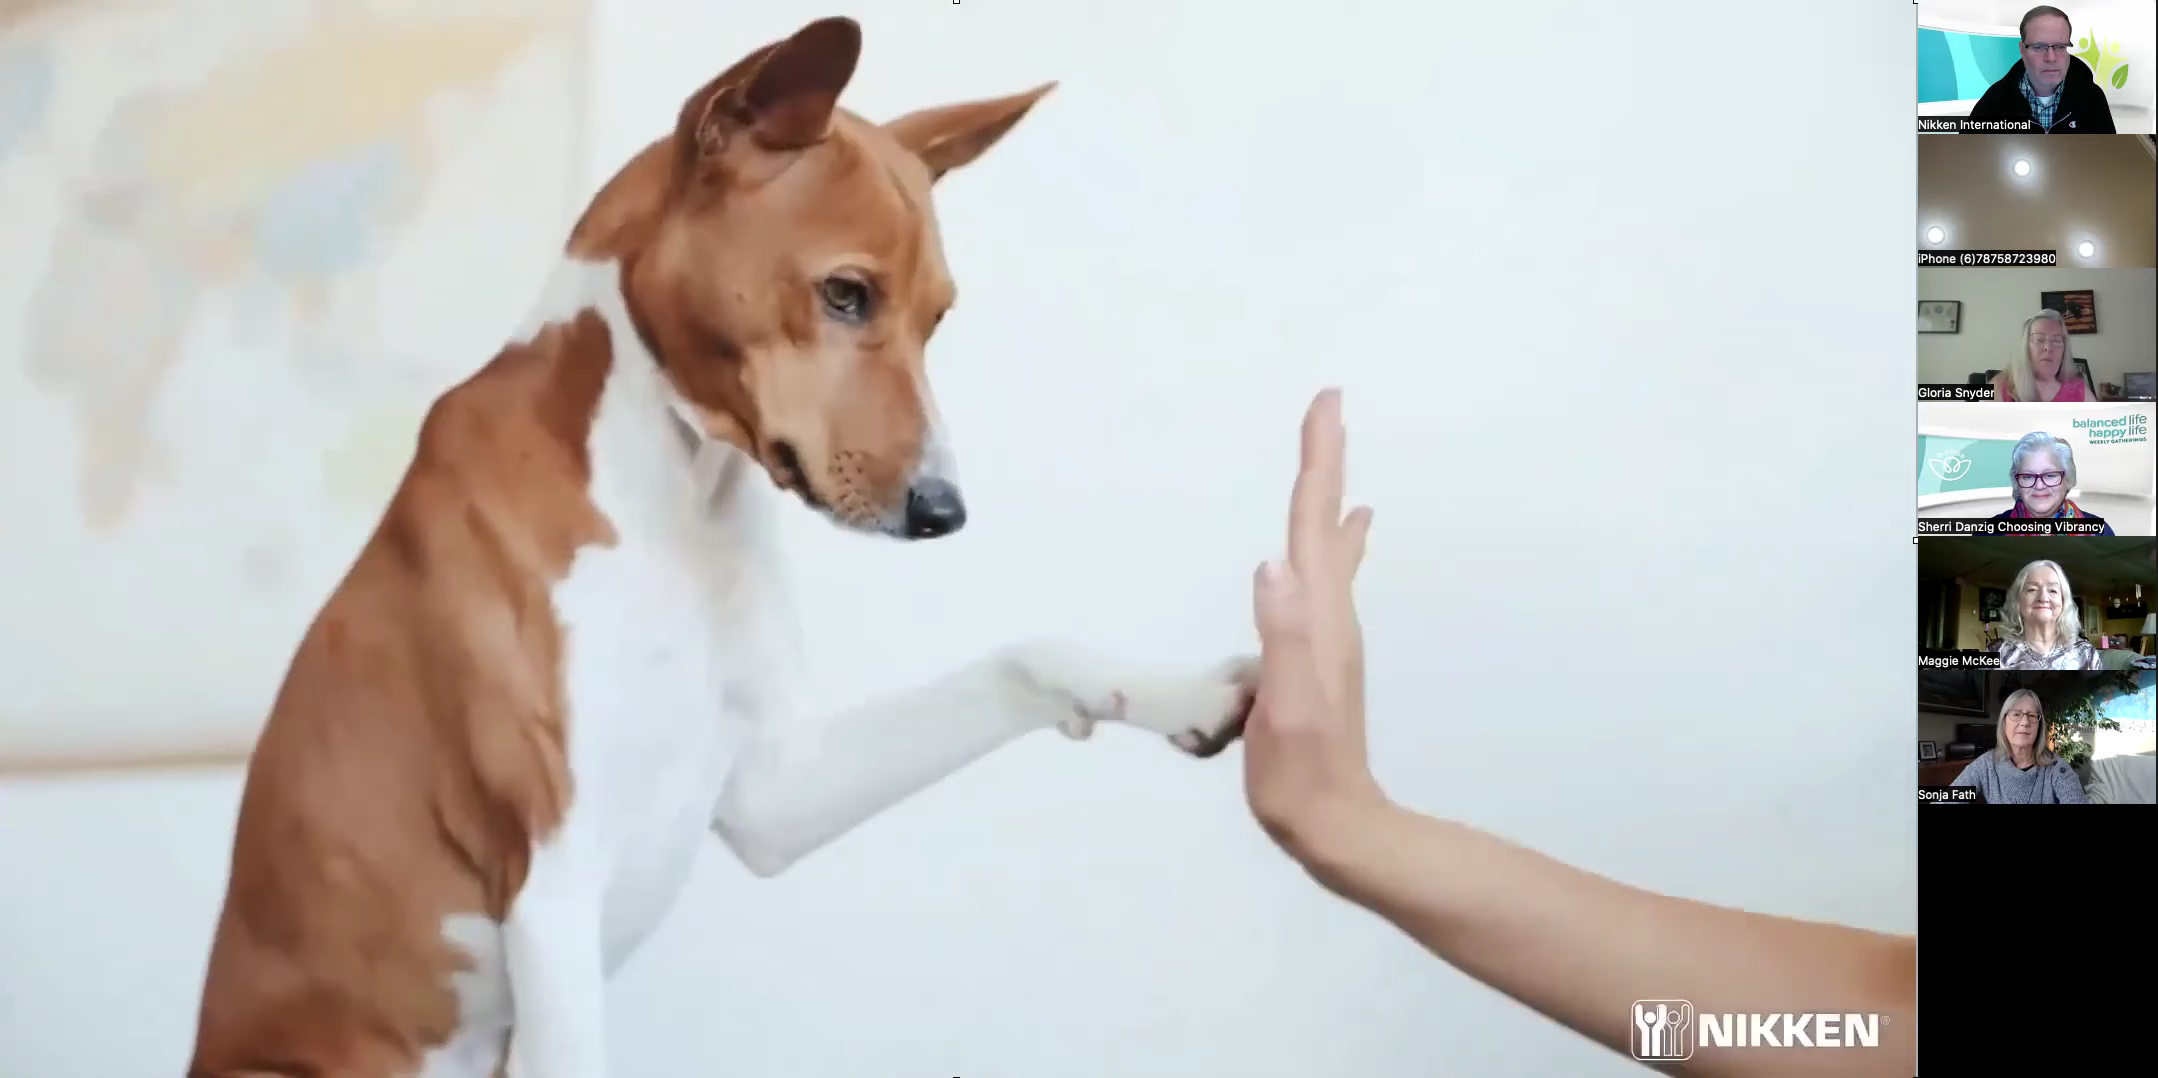 Nikken International
iPhone (6)78758723980
Gloria Snyder
balanced life
happy life
WEEKLY GATHERINGS
Sherri Danzig Choosing Vibrancy
Maggie McKee
Sonja Fath
NIKKEN®